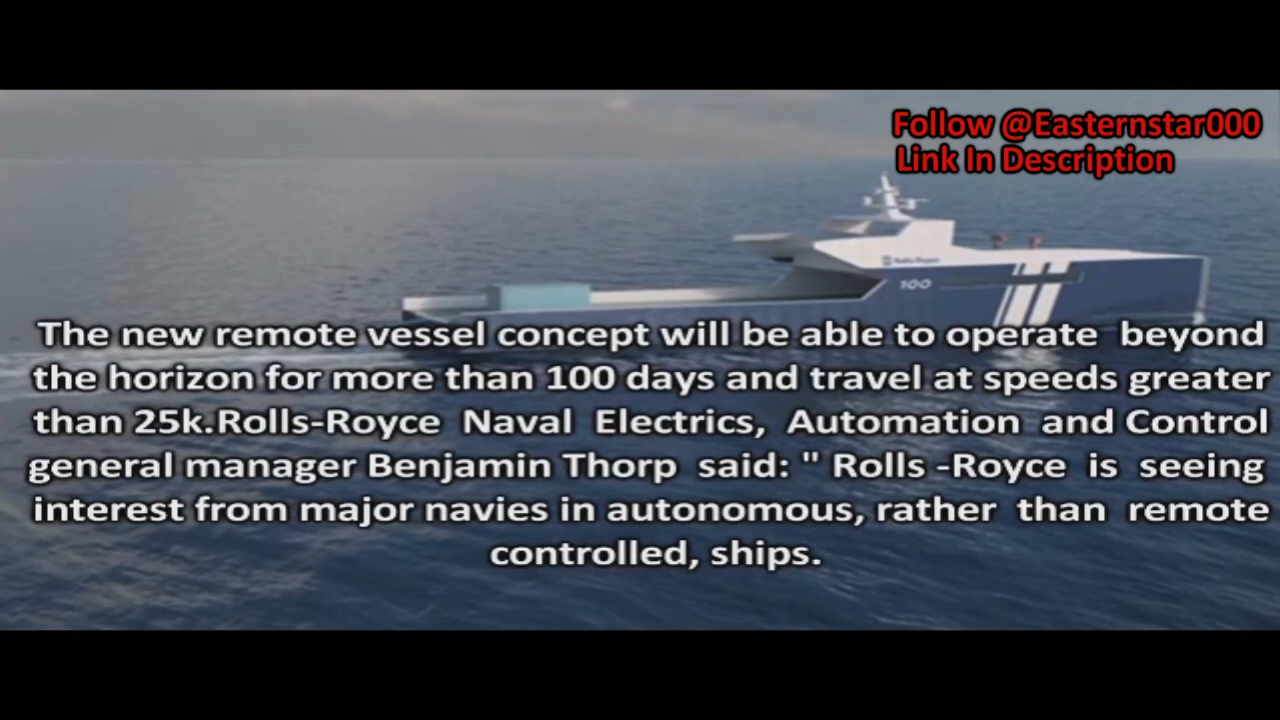 Follow @Easternstar000
Link In Description
Rolls-Royce
100
The new remote vessel concept will be able to operate beyond
the horizon for more than 100 days and travel at speeds greater
than 25k.Rolls-Royce Naval Electrics, Automation and Control
general manager Benjamin Thorp said: " Rolls -Royce is seeing
interest from major navies in autonomous, rather than remote
controlled, ships.